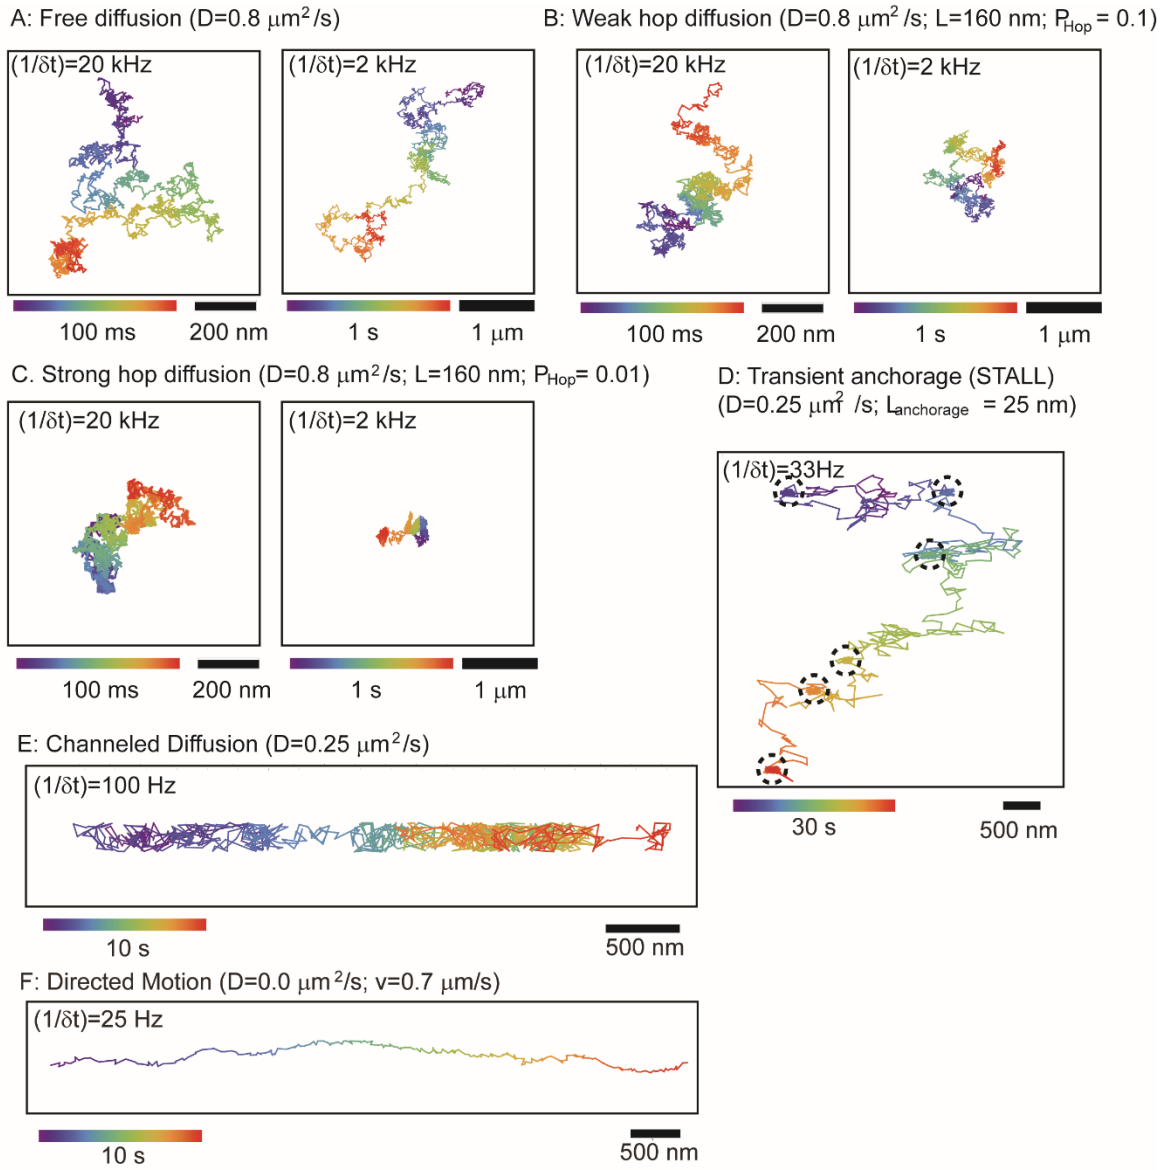 A: Free diffusion (D=0.8 μm²/s)
B: Weak hop diffusion (D=0.8 μm²/s; L=160 nm; PHop = 0.1)
(1/δt)=20 kHz
(1/δt)=2 kHz
(1/δt)=20 kHz
(1/δt)=2 kHz
100 ms
200 nm
1 s
1 μm
100 ms
200 nm
1 s
1 μm
C. Strong hop diffusion (D=0.8 μm²/s; L=160 nm; PHop= 0.01)
D: Transient anchorage (STALL)
(D=0.25 μm² /s; Lanchorage = 25 nm)
(1/δt)=20 kHz
(1/δt)=2 kHz
(1/δt)=33Hz
100 ms
200 nm
1 s
1 μm
30 s
500 nm
E: Channeled Diffusion (D=0.25 μm²/s)
(1/δt)=100 Hz
10 s
500 nm
F: Directed Motion (D=0.0 μm²/s; v=0.7 μm/s)
(1/δt)=25 Hz
10 s
500 nm